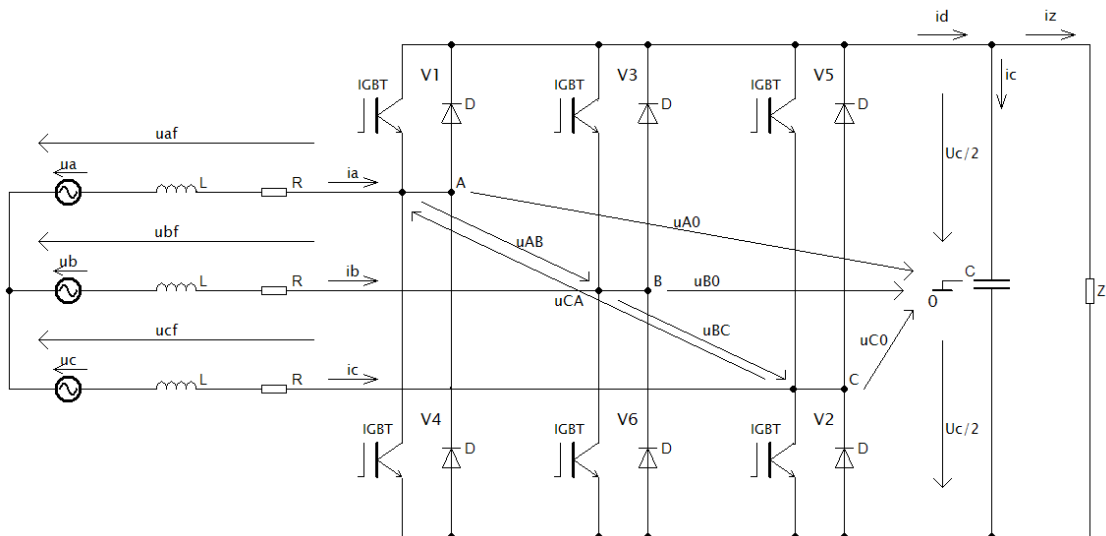 id iz
V1 V3 V5
IGBT D IGBT D IGBT D
ic
uaf
Uc/2
ua
L R ia A
uA0
ubf
uAB
ub
L R ib B uB0
C
0
Z
uCA
uBC
ucf
uC0
uc
L R ic C
V4 V6 V2
IGBT D IGBT D IGBT D
Uc/2